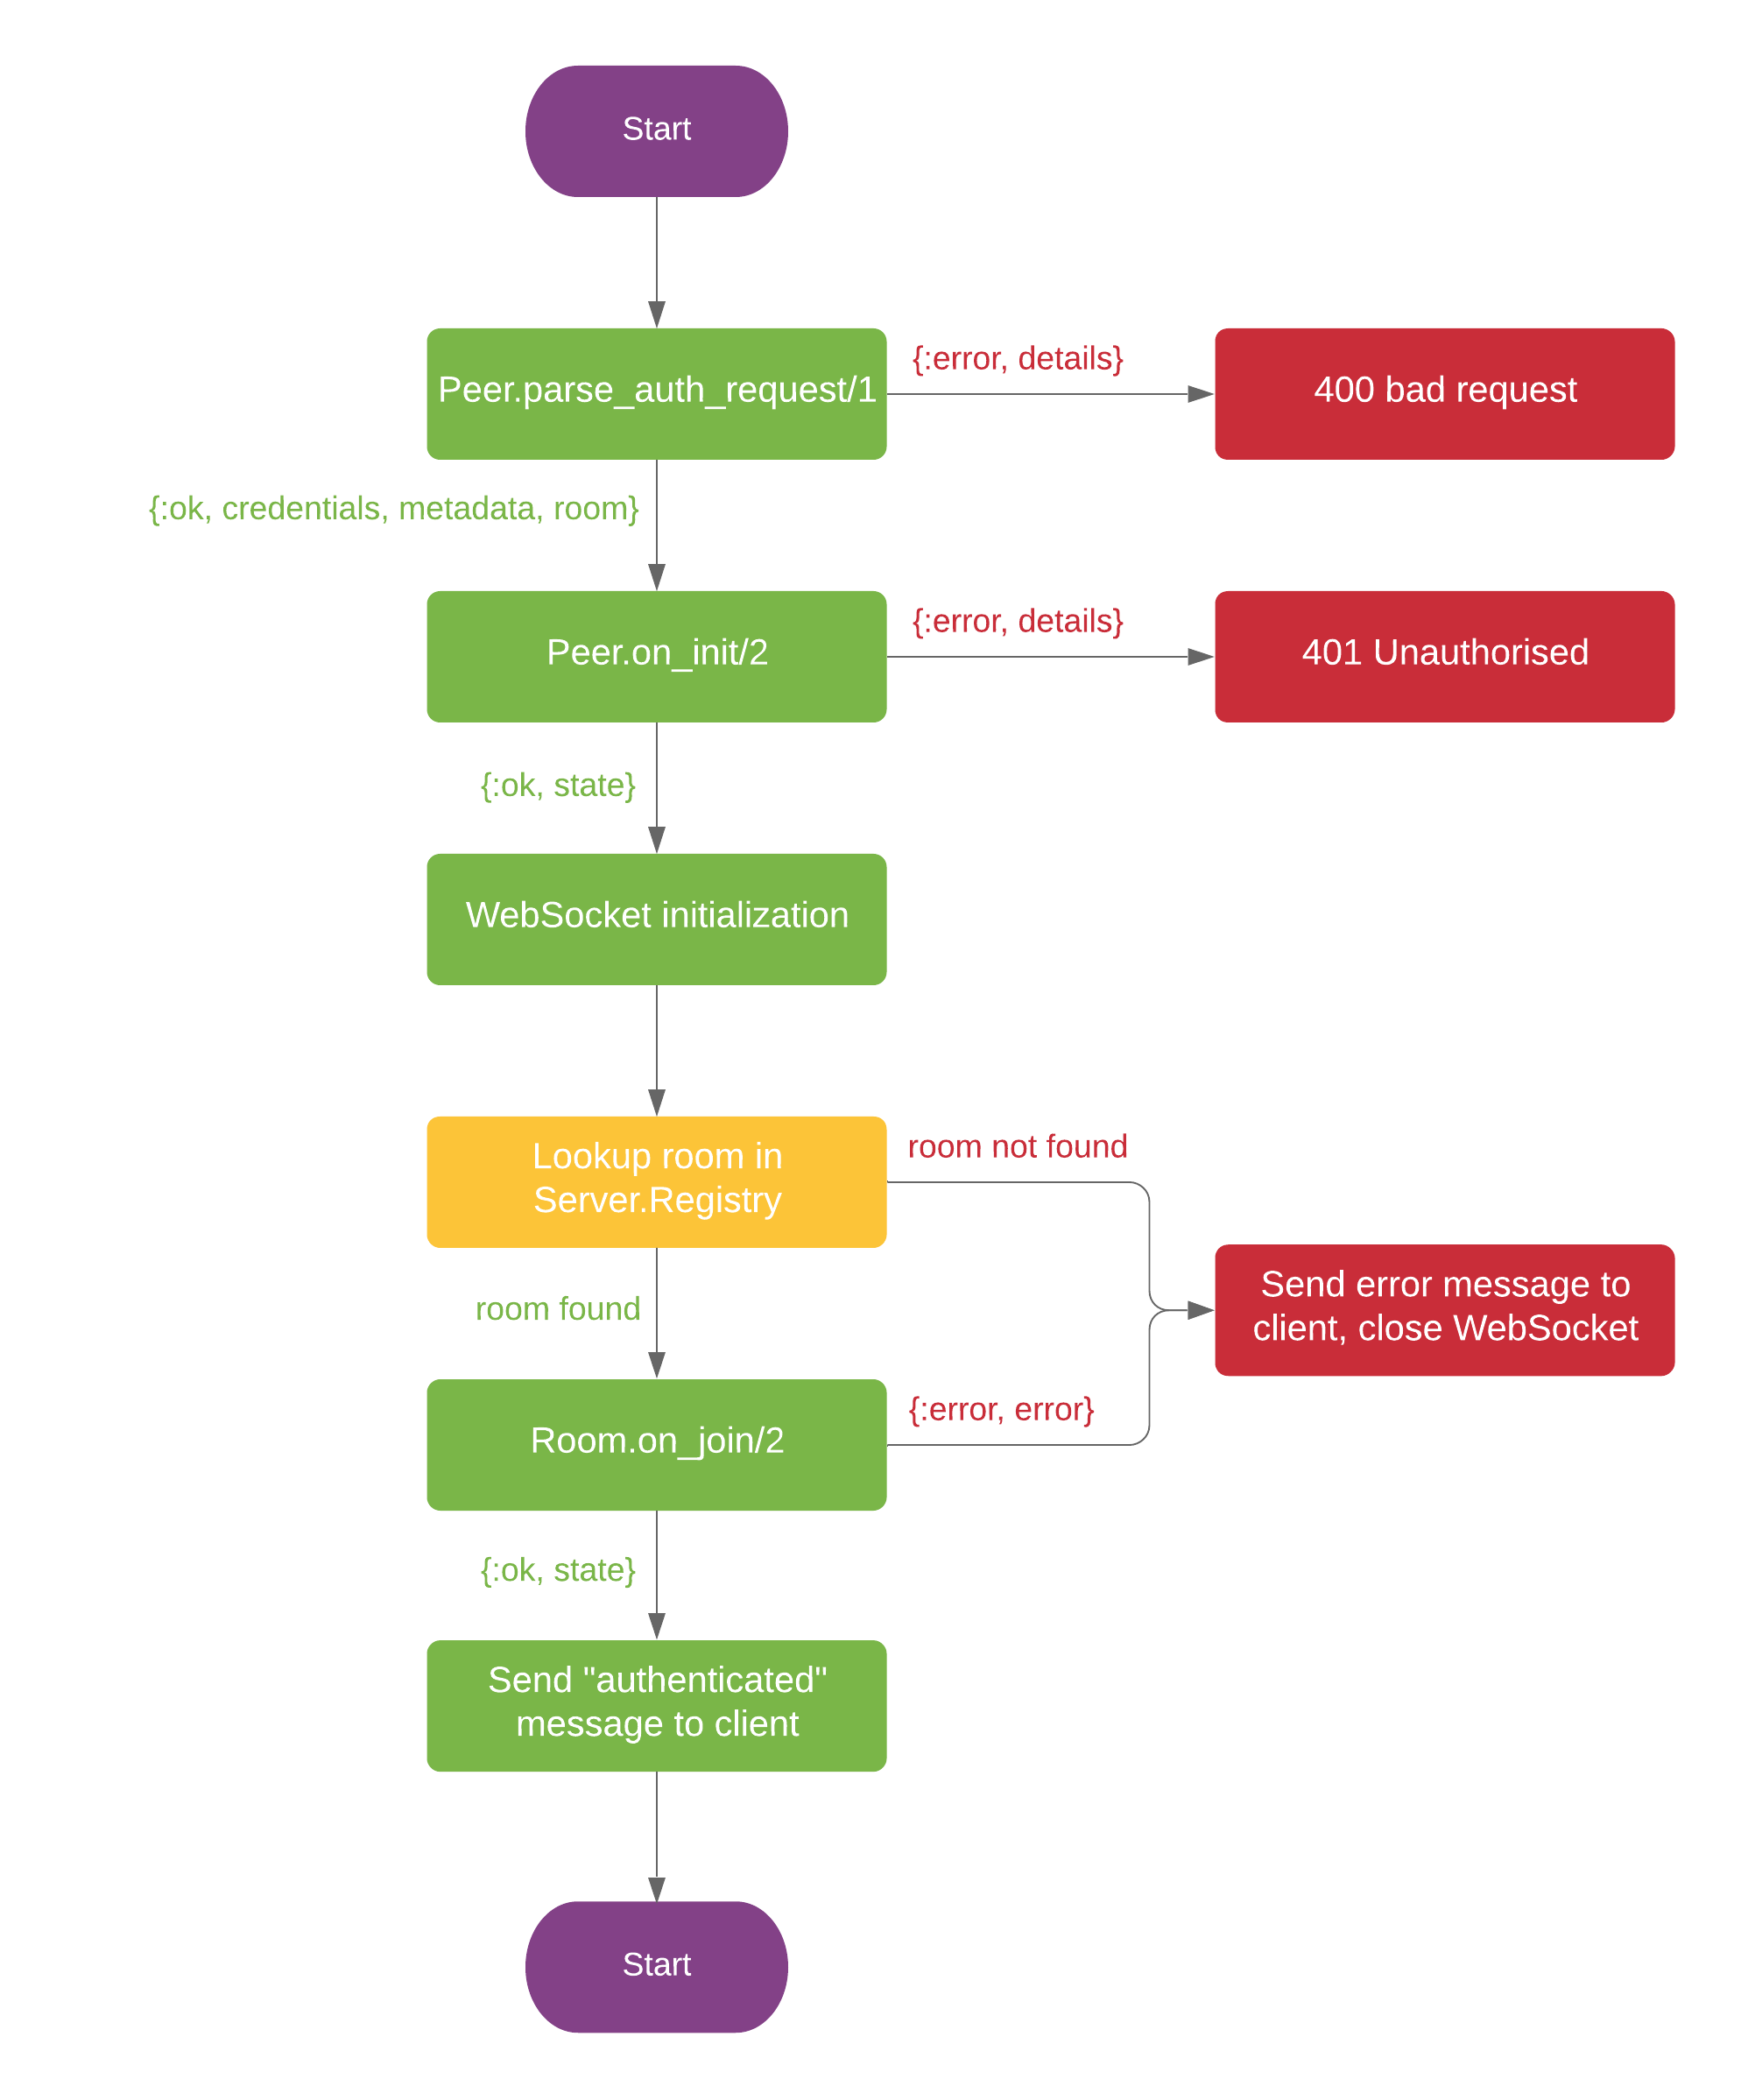 Start
Peer.parse_auth_request/1
{:error, details}
400 bad request
{:ok, credentials, metadata, room}
Peer.on_init/2
{:error, details}
401 Unauthorised
{:ok, state}
WebSocket initialization
Lookup room in
Server.Registry
room not found
Send error message to
client, close WebSocket
room found
Room.on_join/2
{:error, error}
{:ok, state}
Send "authenticated"
message to client
Start